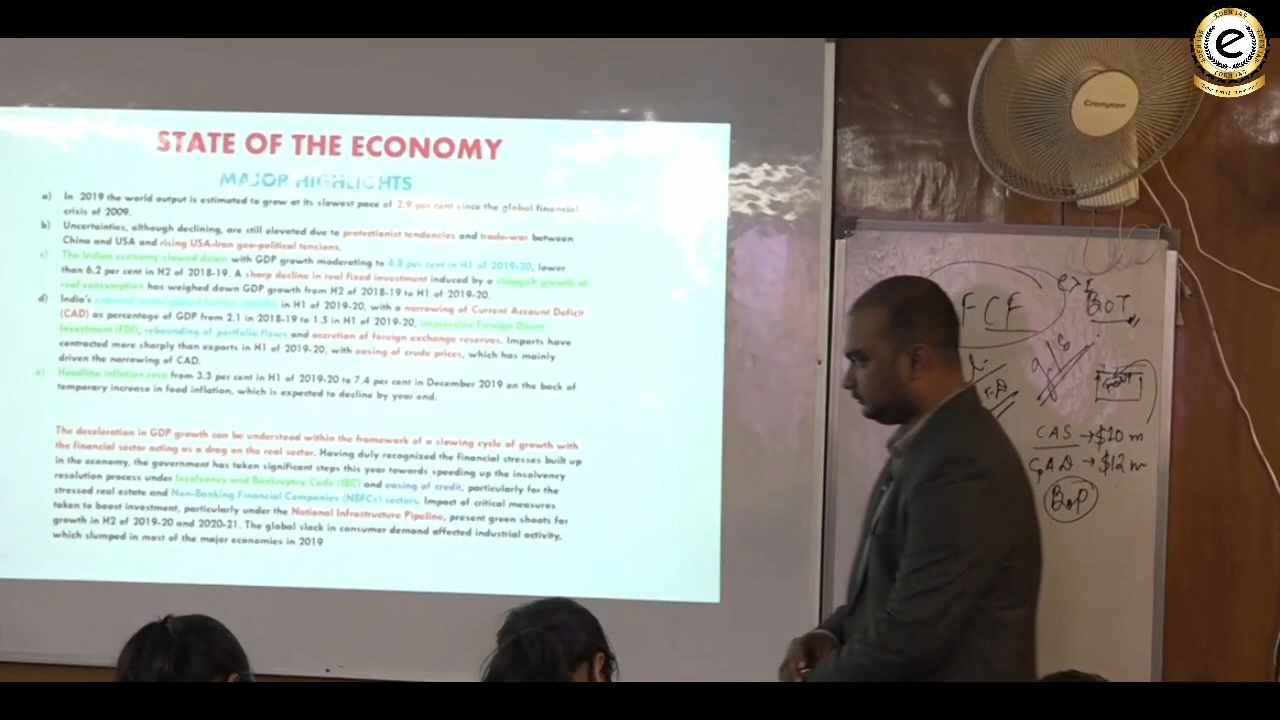 STATE OF THE ECONOMY
MAJOR HIGHLIGHTS
a) In 2019 the world output is estimated to grow at its slowest pace of 2.9 per cent since the global financial
crisis of 2009.
b) Uncertainties, although declining, are still elevated due to protectionist tendencies and trade-war between
China and USA and rising USA-Iran geo-political tensions.
c) The Indian economy slowed down with GDP growth moderating to 4.8 per cent in H1 of 2019-20, lower
than 6.2 per cent in H2 of 2018-19. A sharp decline in real fixed investment induced by a sluggish growth of
real consumption has weighed down GDP growth from H2 of 2018-19 to H1 of 2019-20.
d) India's external sector gained further stability in H1 of 2019-20, with a narrowing of Current Account Deficit
(CAD) as percentage of GDP from 2.1 in 2018-19 to 1.5 in H1 of 2019-20, impressive Foreign Direct
Investment (FDI), rebounding of portfolio flows and accretion of foreign exchange reserves. Imports have
contracted more sharply than exports in H1 of 2019-20, with easing of crude prices, which has mainly
driven the narrowing of CAD.
e) Headline inflation rose from 3.3 per cent in H1 of 2019-20 to 7.4 per cent in December 2019 on the back of
temporary increase in food inflation, which is expected to decline by year end.
The deceleration in GDP growth can be understood within the framework of a slowing cycle of growth with
the financial sector acting as a drag on the real sector. Having duly recognized the financial stresses built up
in the economy, the government has taken significant steps this year towards speeding up the insolvency
resolution process under Insolvency and Bankruptcy Code (IBC) and easing of credit, particularly for the
stressed real estate and Non-Banking Financial Companies (NBFCs) sectors. Impact of critical measures
taken to boost investment, particularly under the National Infrastructure Pipeline, present green shoots for
growth in H2 of 2019-20 and 2020-21. The global slack in consumer demand affected industrial activity,
which slumped in most of the major economies in 2019
FCF
BOT
CAS → $20 m
CAD → $12 m
BoP
Crompton
e
EDEN IAS